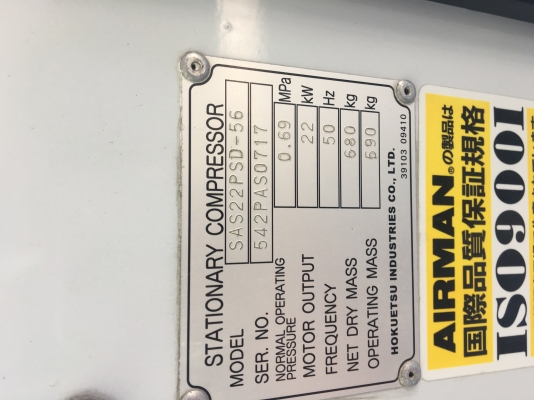 STATIONARY COMPRESSOR
MODEL SAS22PSD-56
SER. NO. 542PAS0717
NORMAL OPERATING PRESSURE 0.69 MPa
MOTOR OUTPUT 22 kW
FREQUENCY 50 Hz
NET DRY MASS 680 kg
OPERATING MASS 690 kg
HOKUETSU INDUSTRIES CO., LTD. 39103 09410
AIRMAN®の製品は
国際品質保証規格
ISO9001